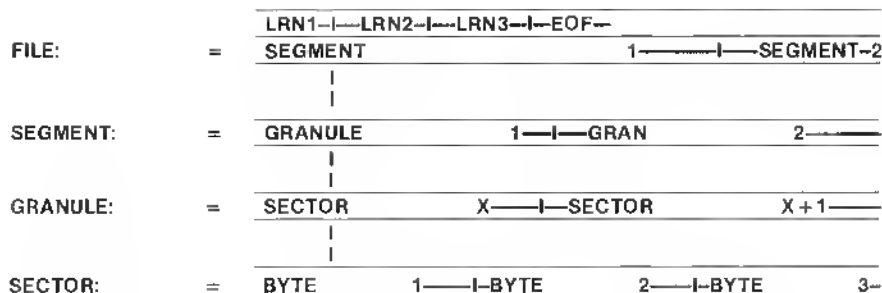 LRN1–I—LRN2–I—LRN3–I–EOF–
FILE: = SEGMENT 1———I——SEGMENT–2
I
I
SEGMENT: = GRANULE 1—I—GRAN 2———
I
I
GRANULE: = SECTOR X——I—SECTOR X + 1——
I
I
SECTOR: = BYTE 1——I–BYTE 2——I–BYTE 3–